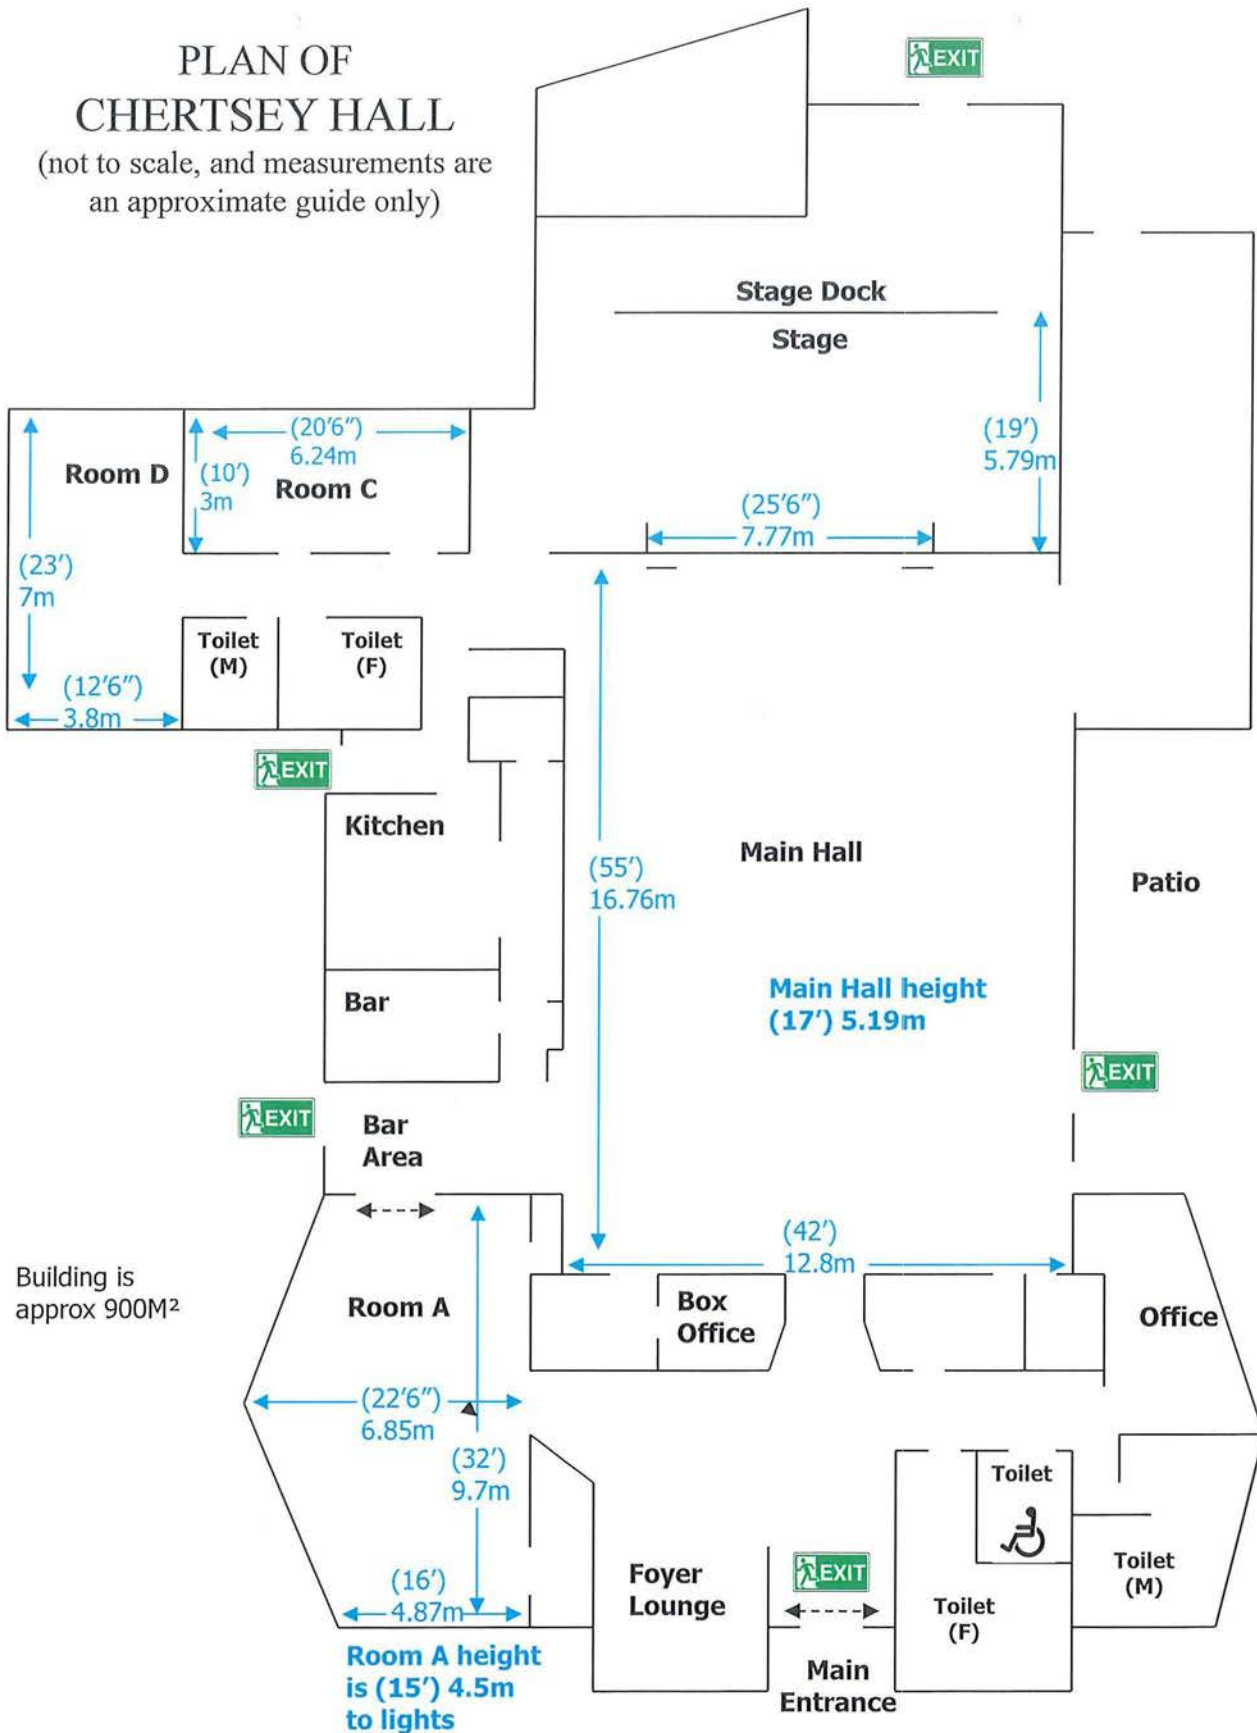 PLAN OF
CHERTSEY HALL
(not to scale, and measurements are
an approximate guide only)
EXIT
Stage Dock
Stage
(19')
5.79m
(20'6")
6.24m
Room D
(10')
3m
Room C
(25'6")
7.77m
(23')
7m
Toilet
(M)
Toilet
(F)
(12'6")
3.8m
EXIT
Kitchen
Main Hall
(55')
16.76m
Patio
Bar
Main Hall height
(17') 5.19m
EXIT
EXIT
Bar
Area
(42')
12.8m
Building is
approx 900M²
Room A
Box
Office
Office
(22'6")
6.85m
(32')
9.7m
Toilet
Toilet
(M)
EXIT
Foyer
Lounge
(16')
4.87m
Toilet
(F)
Room A height
is (15') 4.5m
to lights
Main
Entrance